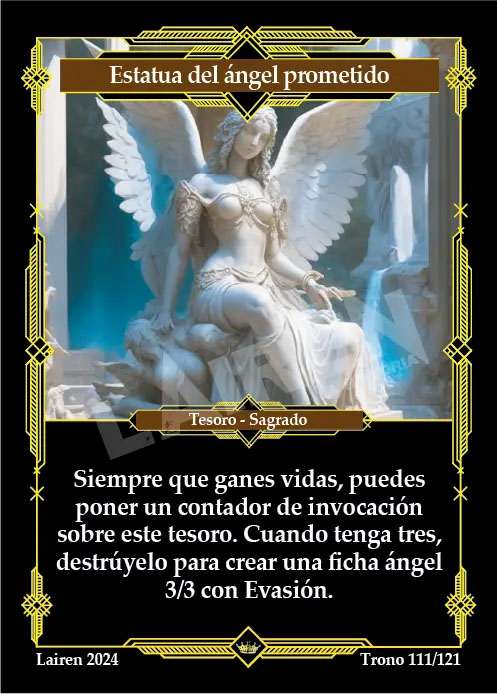 Estatua del ángel prometido
LAIREN
Tesoro - Sagrado
Siempre que ganes vidas, puedes
poner un contador de invocación
sobre este tesoro. Cuando tenga tres,
destrúyelo para crear una ficha ángel
3/3 con Evasión.
Lairen 2024
Trono 111/121